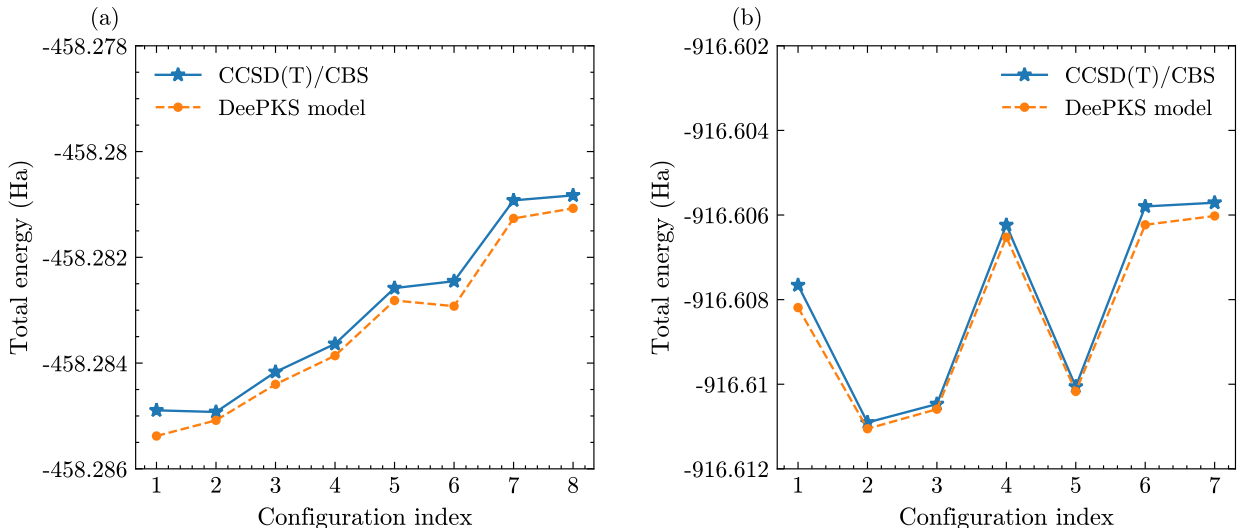 (a)
-458.278
-458.28
-458.282
-458.284
-458.286
Total energy (Ha)
CCSD(T)/CBS
DeePKS model
1 2 3 4 5 6 7 8
Configuration index
(b)
-916.602
-916.604
-916.606
-916.608
-916.61
-916.612
Total energy (Ha)
CCSD(T)/CBS
DeePKS model
1 2 3 4 5 6 7
Configuration index